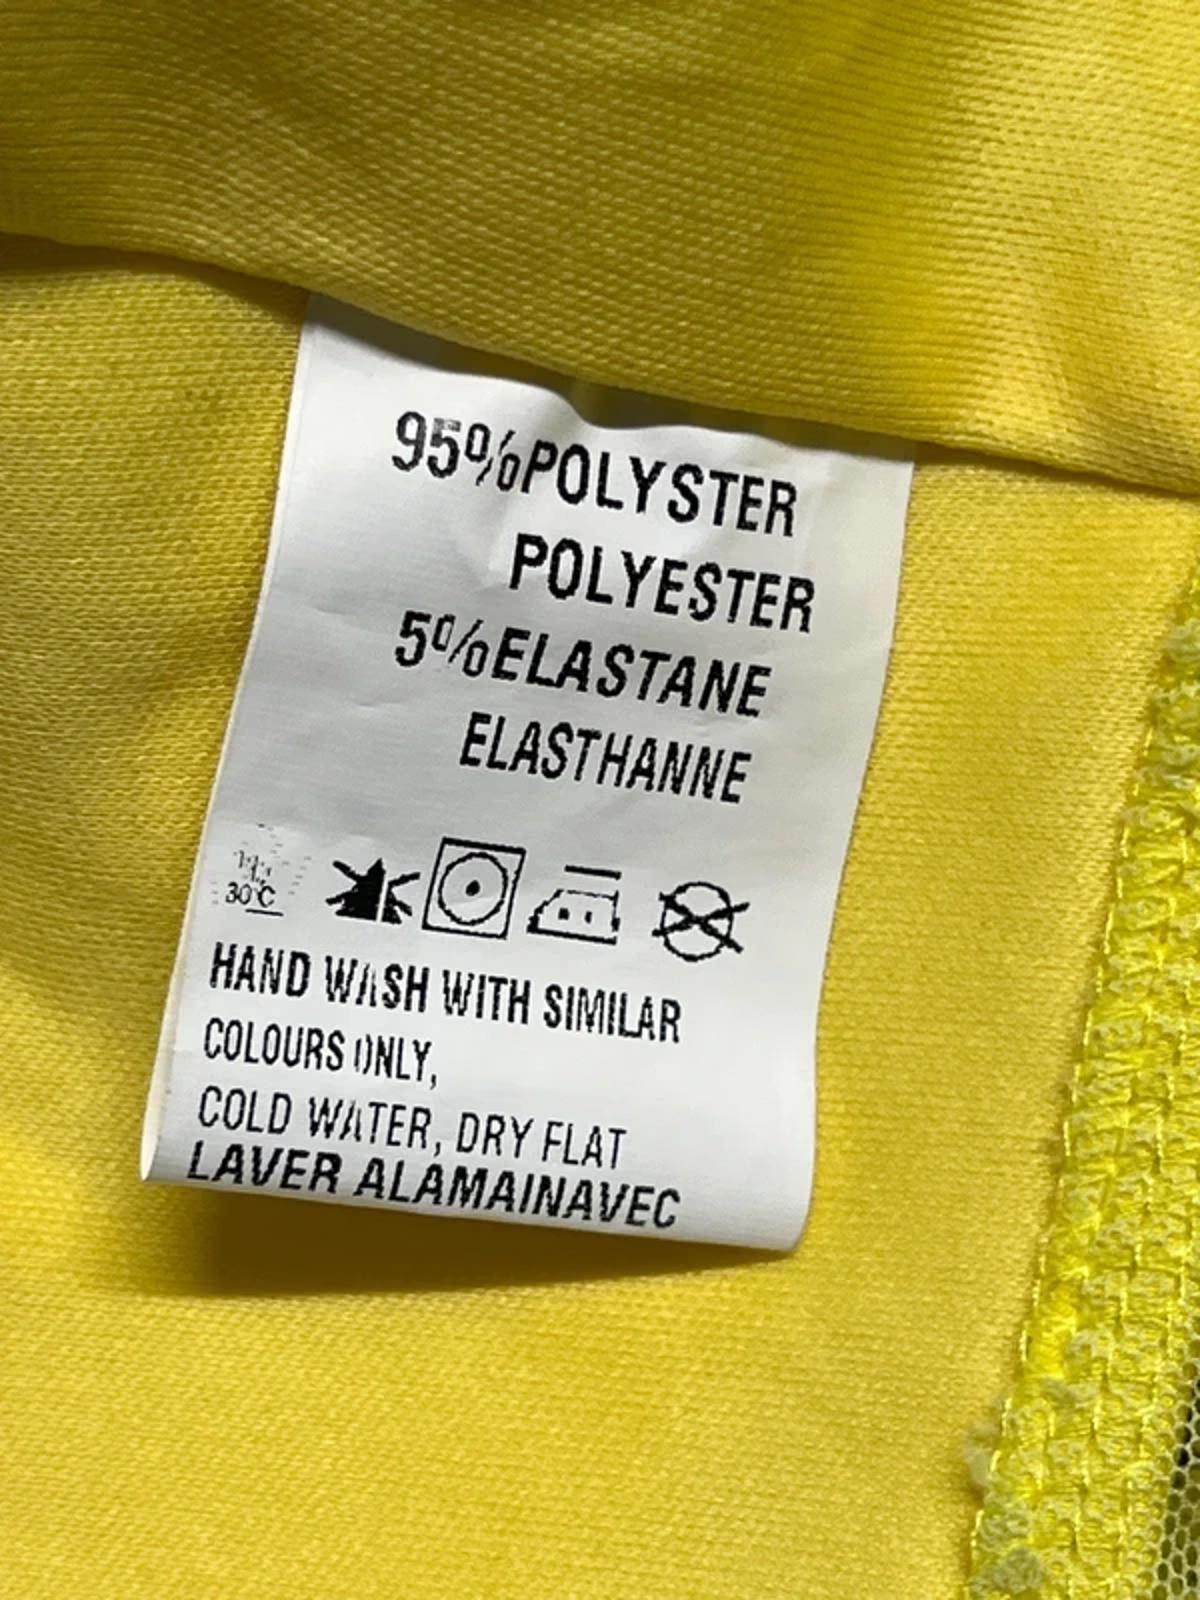 95%POLYSTER
POLYESTER
5%ELASTANE
ELASTHANNE
30°C
HAND WASH WITH SIMILAR
COLOURS ONLY,
COLD WATER, DRY FLAT
LAVER ALAMAINAVEC